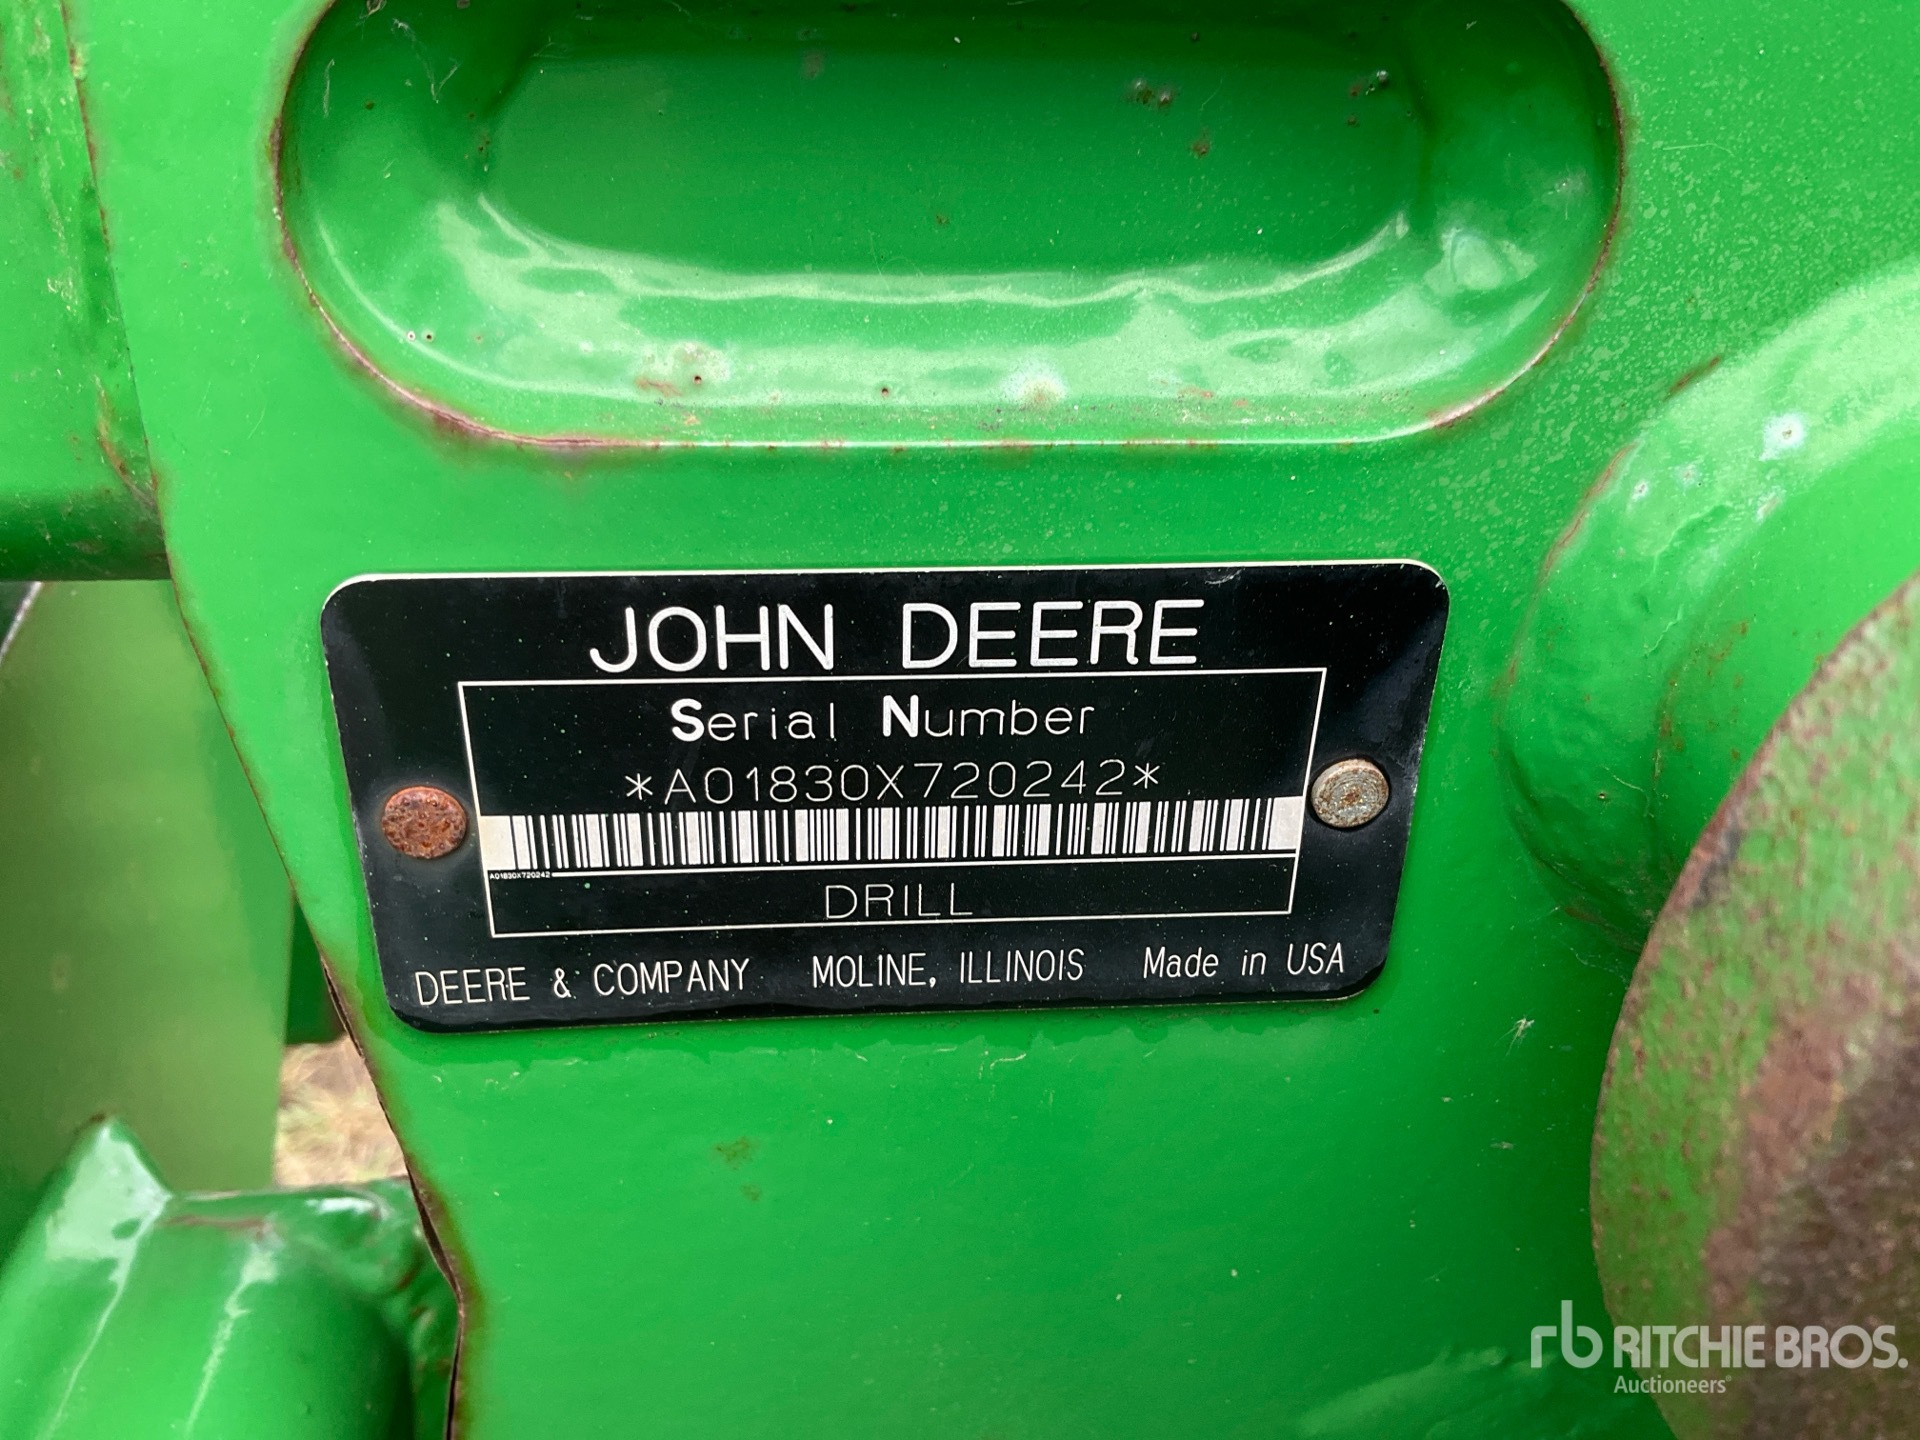 JOHN DEERE
Serial Number
*A01830X720242*
A01830X720242
DRILL
DEERE & COMPANY MOLINE, ILLINOIS Made in USA
rb RITCHIE BROS.
Auctioneers